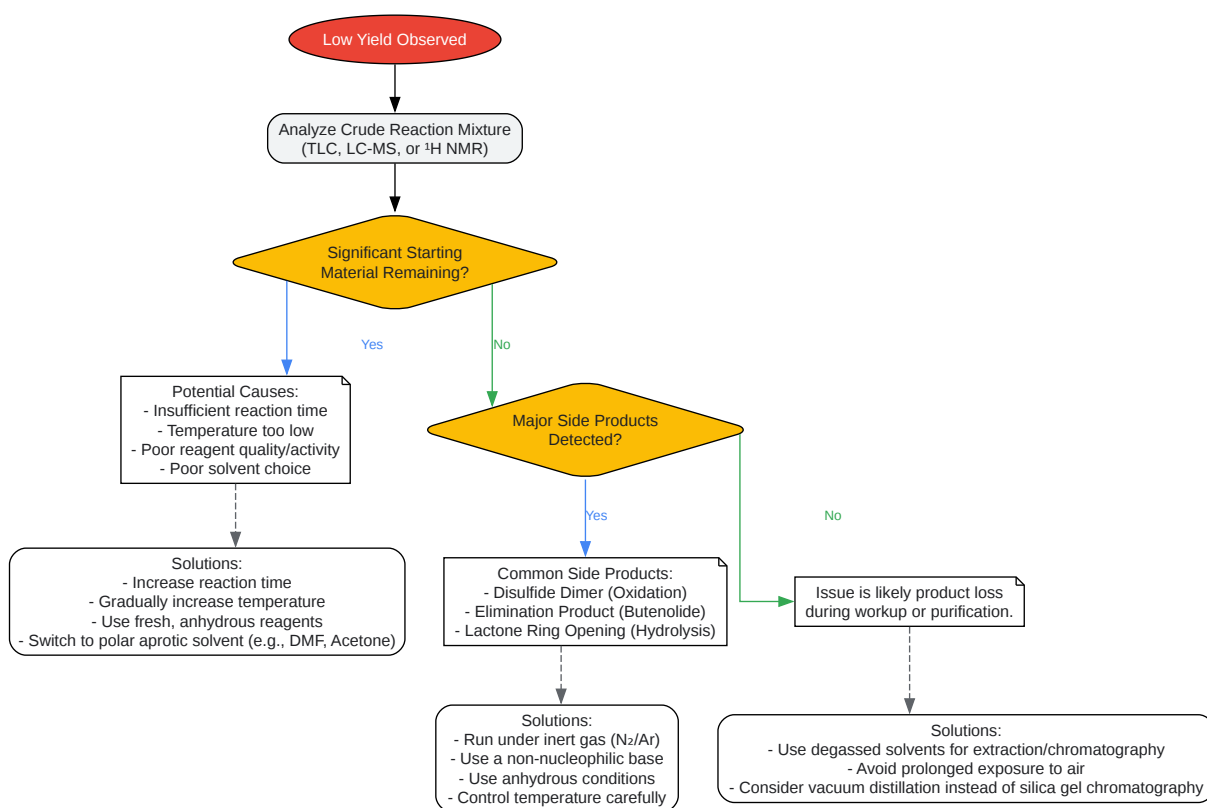 Low Yield Observed
Analyze Crude Reaction Mixture
(TLC, LC-MS, or ¹H NMR)
Significant Starting
Material Remaining?
Yes
No
Potential Causes:
- Insufficient reaction time
- Temperature too low
- Poor reagent quality/activity
- Poor solvent choice
Major Side Products
Detected?
Yes
No
Solutions:
- Increase reaction time
- Gradually increase temperature
- Use fresh, anhydrous reagents
- Switch to polar aprotic solvent (e.g., DMF, Acetone)
Common Side Products:
- Disulfide Dimer (Oxidation)
- Elimination Product (Butenolide)
- Lactone Ring Opening (Hydrolysis)
Issue is likely product loss
during workup or purification.
Solutions:
- Run under inert gas (N₂/Ar)
- Use a non-nucleophilic base
- Use anhydrous conditions
- Control temperature carefully
Solutions:
- Use degassed solvents for extraction/chromatography
- Avoid prolonged exposure to air
- Consider vacuum distillation instead of silica gel chromatography